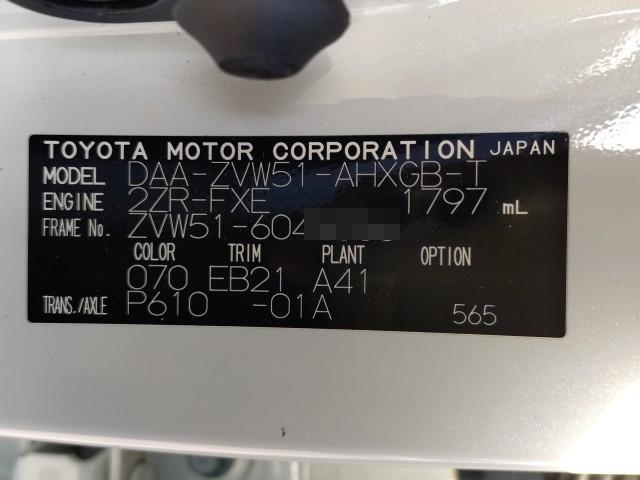 TOYOTA MOTOR CORPORATION JAPAN
MODEL DAA-ZVW51-AHXGB-T
ENGINE 2ZR-FXE 1797 mL
FRAME No. ZVW51-604
COLOR TRIM PLANT OPTION
070 EB21 A41
TRANS./AXLE P610 -01A 565